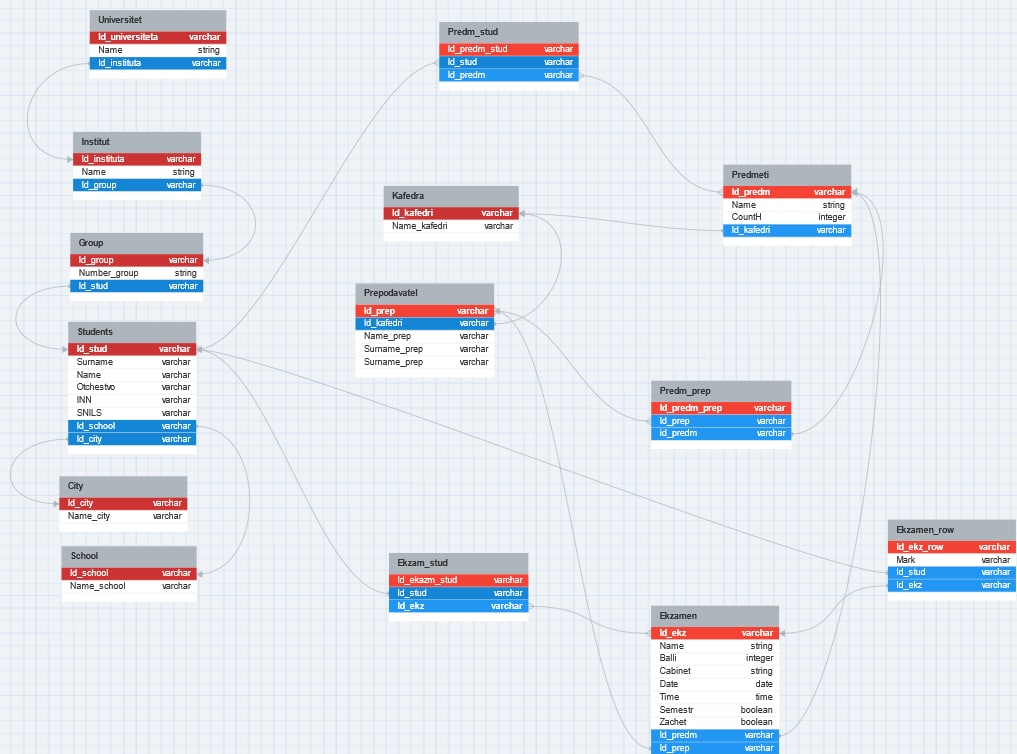 Universitet
Id_universiteta varchar
Name string
Id_instituta varchar
Institut
Id_instituta varchar
Name string
Id_group varchar
Group
Id_group varchar
Number_group string
Id_stud varchar
Students
Id_stud varchar
Surname varchar
Name varchar
Otchestvo varchar
INN varchar
SNILS varchar
Id_school varchar
Id_city varchar
City
Id_city varchar
Name_city varchar
School
Id_school varchar
Name_school varchar
Predm_stud
Id_predm_stud varchar
Id_stud varchar
Id_predm varchar
Kafedra
Id_kafedri varchar
Name_kafedri varchar
Prepodavatel
Id_prep varchar
Id_kafedri varchar
Name_prep varchar
Surname_prep varchar
Surname_prep varchar
Ekzam_stud
Id_ekazm_stud varchar
Id_stud varchar
Id_ekz varchar
Predmeti
Id_predm varchar
Name string
CountH integer
Id_kafedri varchar
Predm_prep
Id_predm_prep varchar
Id_prep varchar
id_predm varchar
Ekzamen
Id_ekz varchar
Name string
Balli integer
Cabinet string
Date date
Time time
Semestr boolean
Zachet boolean
Id_predm varchar
Id_prep varchar
Ekzamen_row
Id_ekz_row varchar
Mark varchar
Id_stud varchar
Id_ekz varchar